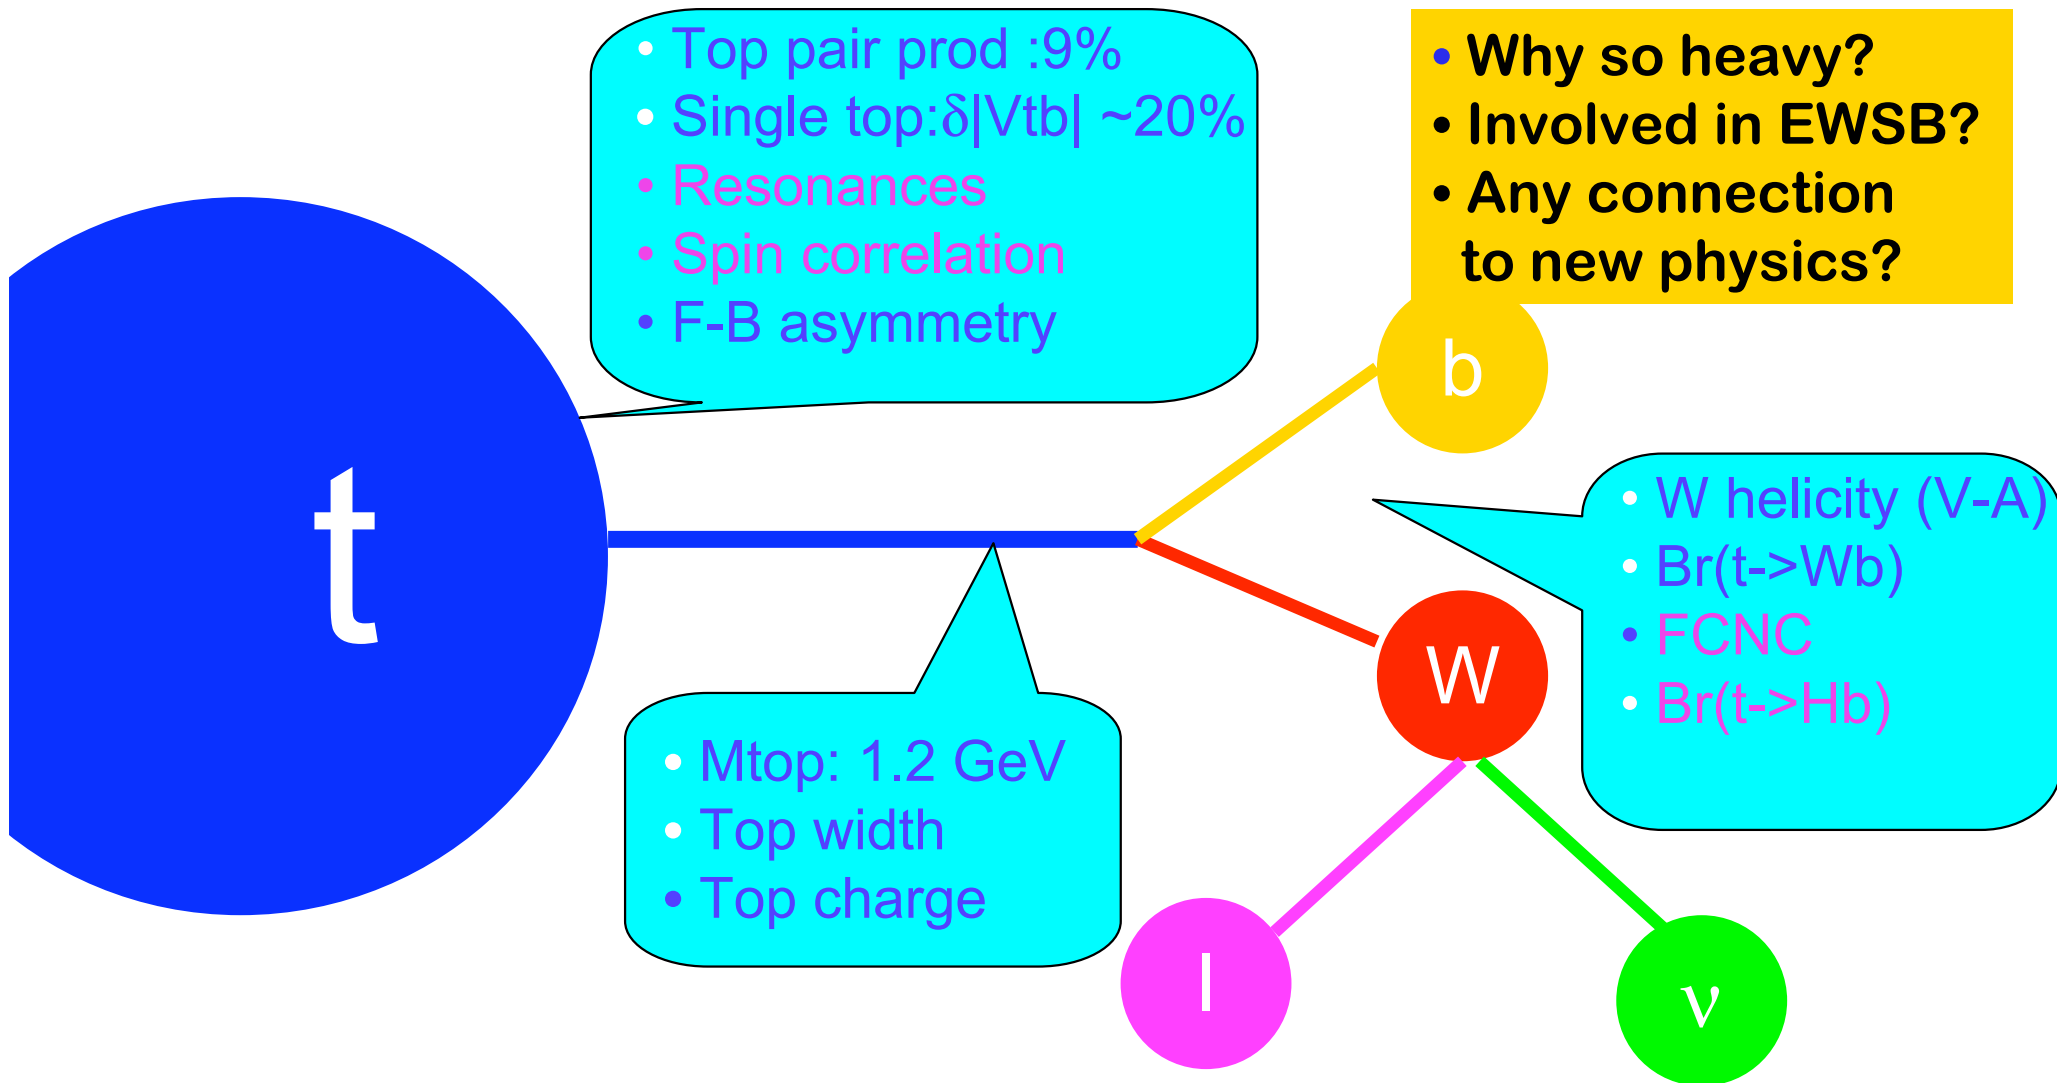 • Top pair prod :9%
• Single top:δ|Vtb| ~20%
• Resonances
• Spin correlation
• F-B asymmetry
• Why so heavy?
• Involved in EWSB?
• Any connection
to new physics?
t
b
• W helicity (V-A)
• Br(t->Wb)
• FCNC
• Br(t->Hb)
W
• Mtop: 1.2 GeV
• Top width
• Top charge
l
ν